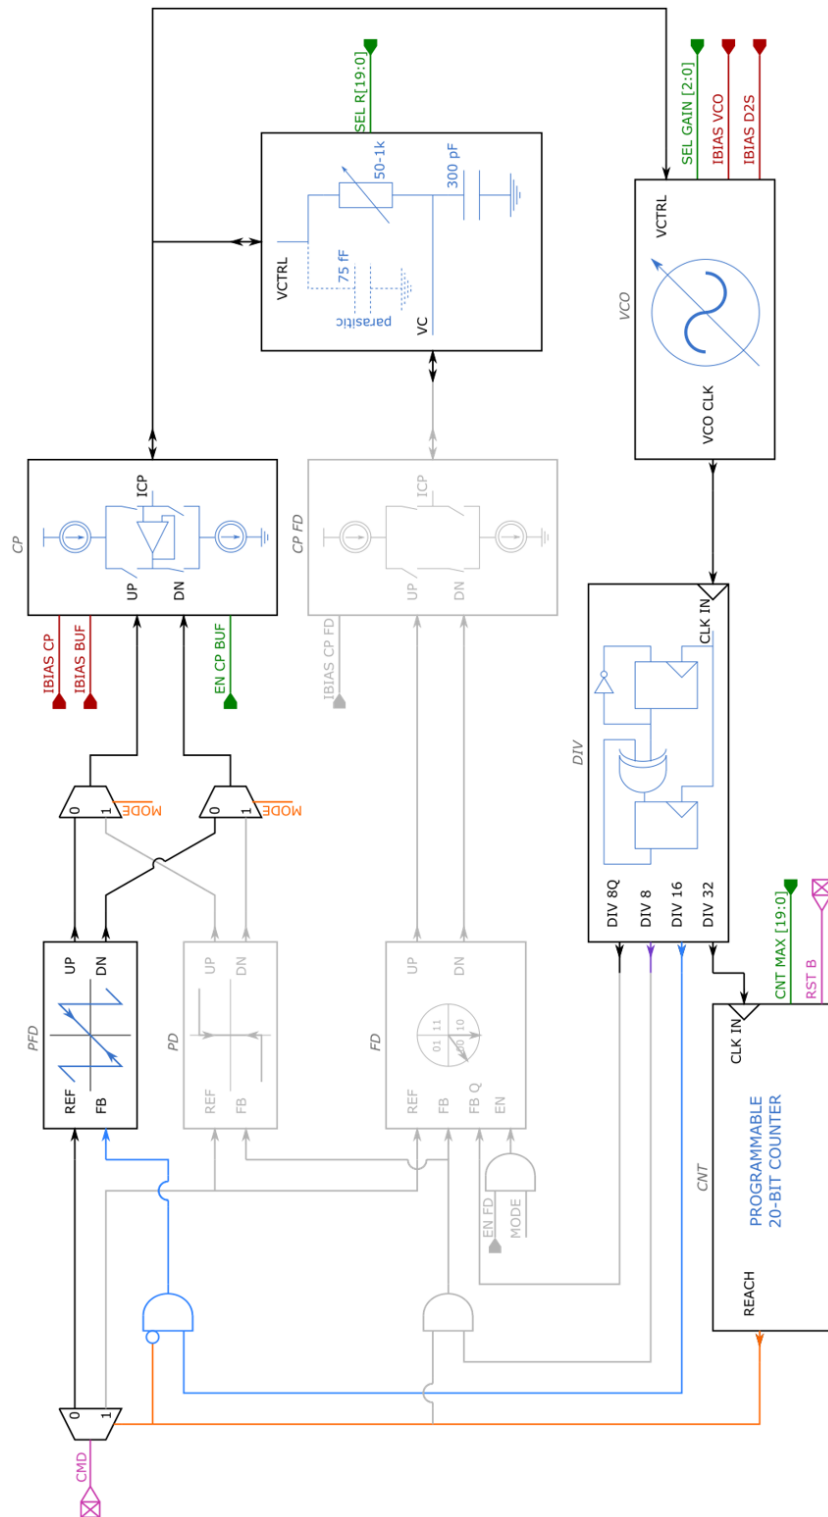 CMD
0
1
PFD
REF
FB
UP
DN
PD
REF
FB
UP
DN
FD
REF
FB
FB Q
EN
01 11
00 10
UP
DN
EN FD
MODE
0
1
MODE
0
1
MODE
IBIAS CP
IBIAS BUF
EN CP BUF
CP
UP
DN
ICP
IBIAS CP FD
CP FD
UP
DN
ICP
VCTRL
75 fF
parasitic
50-1k
300 pF
VC
SEL R[19:0]
VCO
VCTRL
VCO CLK
SEL GAIN [2:0]
IBIAS VCO
IBIAS D2S
DIV
CLK IN
DIV 8Q
DIV 8
DIV 16
DIV 32
CNT
CLK IN
REACH
PROGRAMMABLE
20-BIT COUNTER
CNT MAX [19:0]
RST B